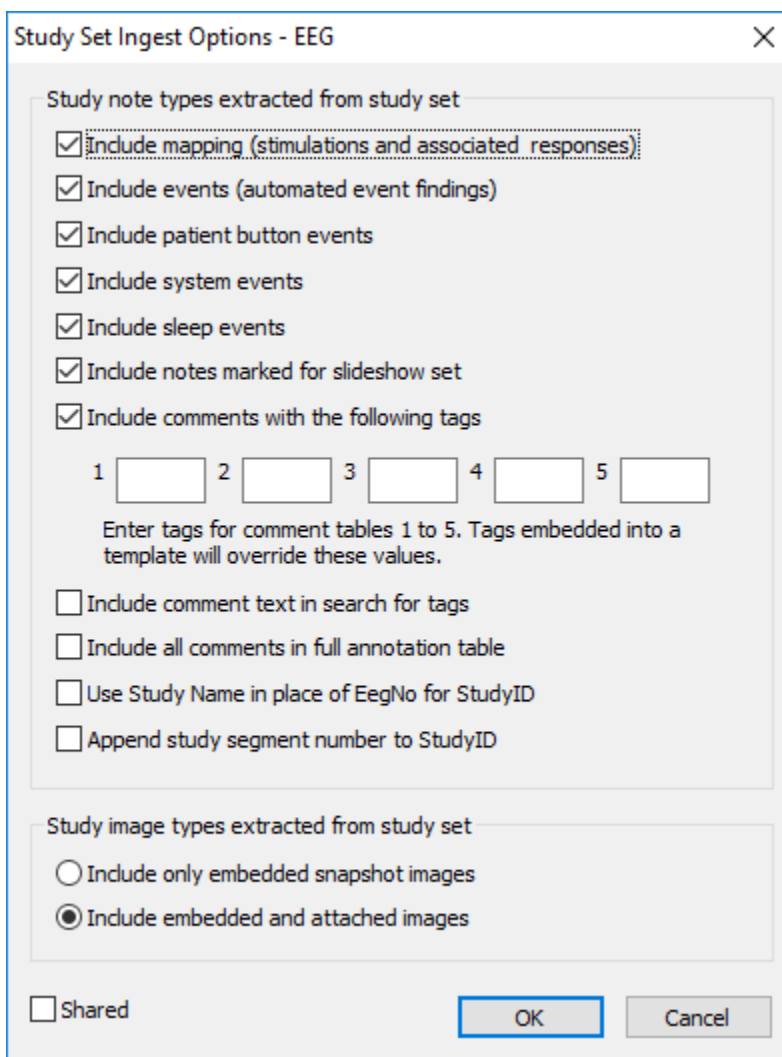 Study Set Ingest Options - EEG
Study note types extracted from study set
Include mapping (stimulations and associated  responses)
Include events (automated event findings)
Include patient button events
Include system events
Include sleep events
Include notes marked for slideshow set
Include comments with the following tags
1 2 3 4 5
Enter tags for comment tables 1 to 5. Tags embedded into a
template will override these values.
Include comment text in search for tags
Include all comments in full annotation table
Use Study Name in place of EegNo for StudyID
Append study segment number to StudyID
Study image types extracted from study set
Include only embedded snapshot images
Include embedded and attached images
Shared OK Cancel